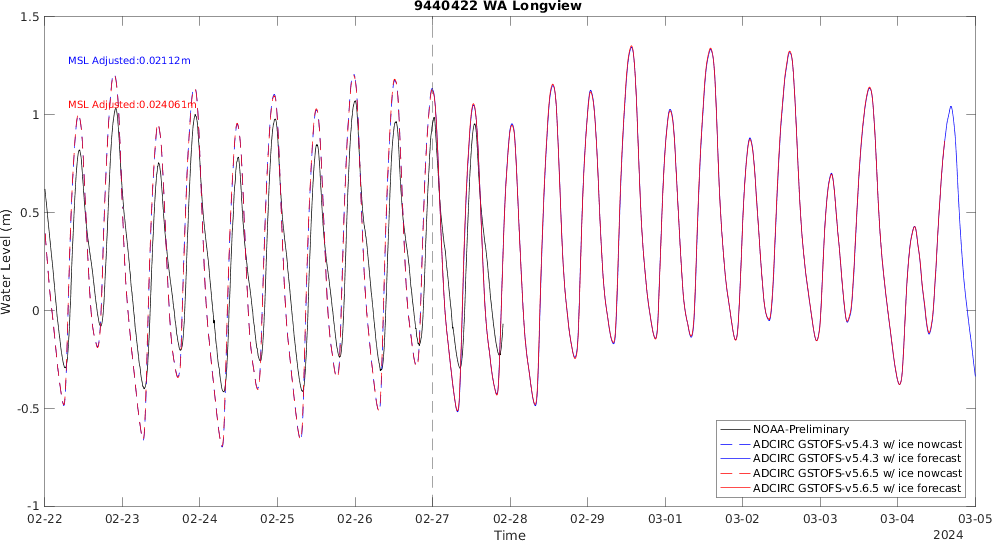 9440422 WA Longview
1.5
MSL Adjusted:0.02112m
MSL Adjusted:0.024061m
1
0.5
0
-0.5
-1
Water Level (m)
NOAA-Preliminary
ADCIRC GSTOFS-v5.4.3 w/ ice nowcast
ADCIRC GSTOFS-v5.4.3 w/ ice forecast
ADCIRC GSTOFS-v5.6.5 w/ ice nowcast
ADCIRC GSTOFS-v5.6.5 w/ ice forecast
02-22 02-23 02-24 02-25 02-26 02-27 02-28 02-29 03-01 03-02 03-03 03-04 03-05
Time
2024